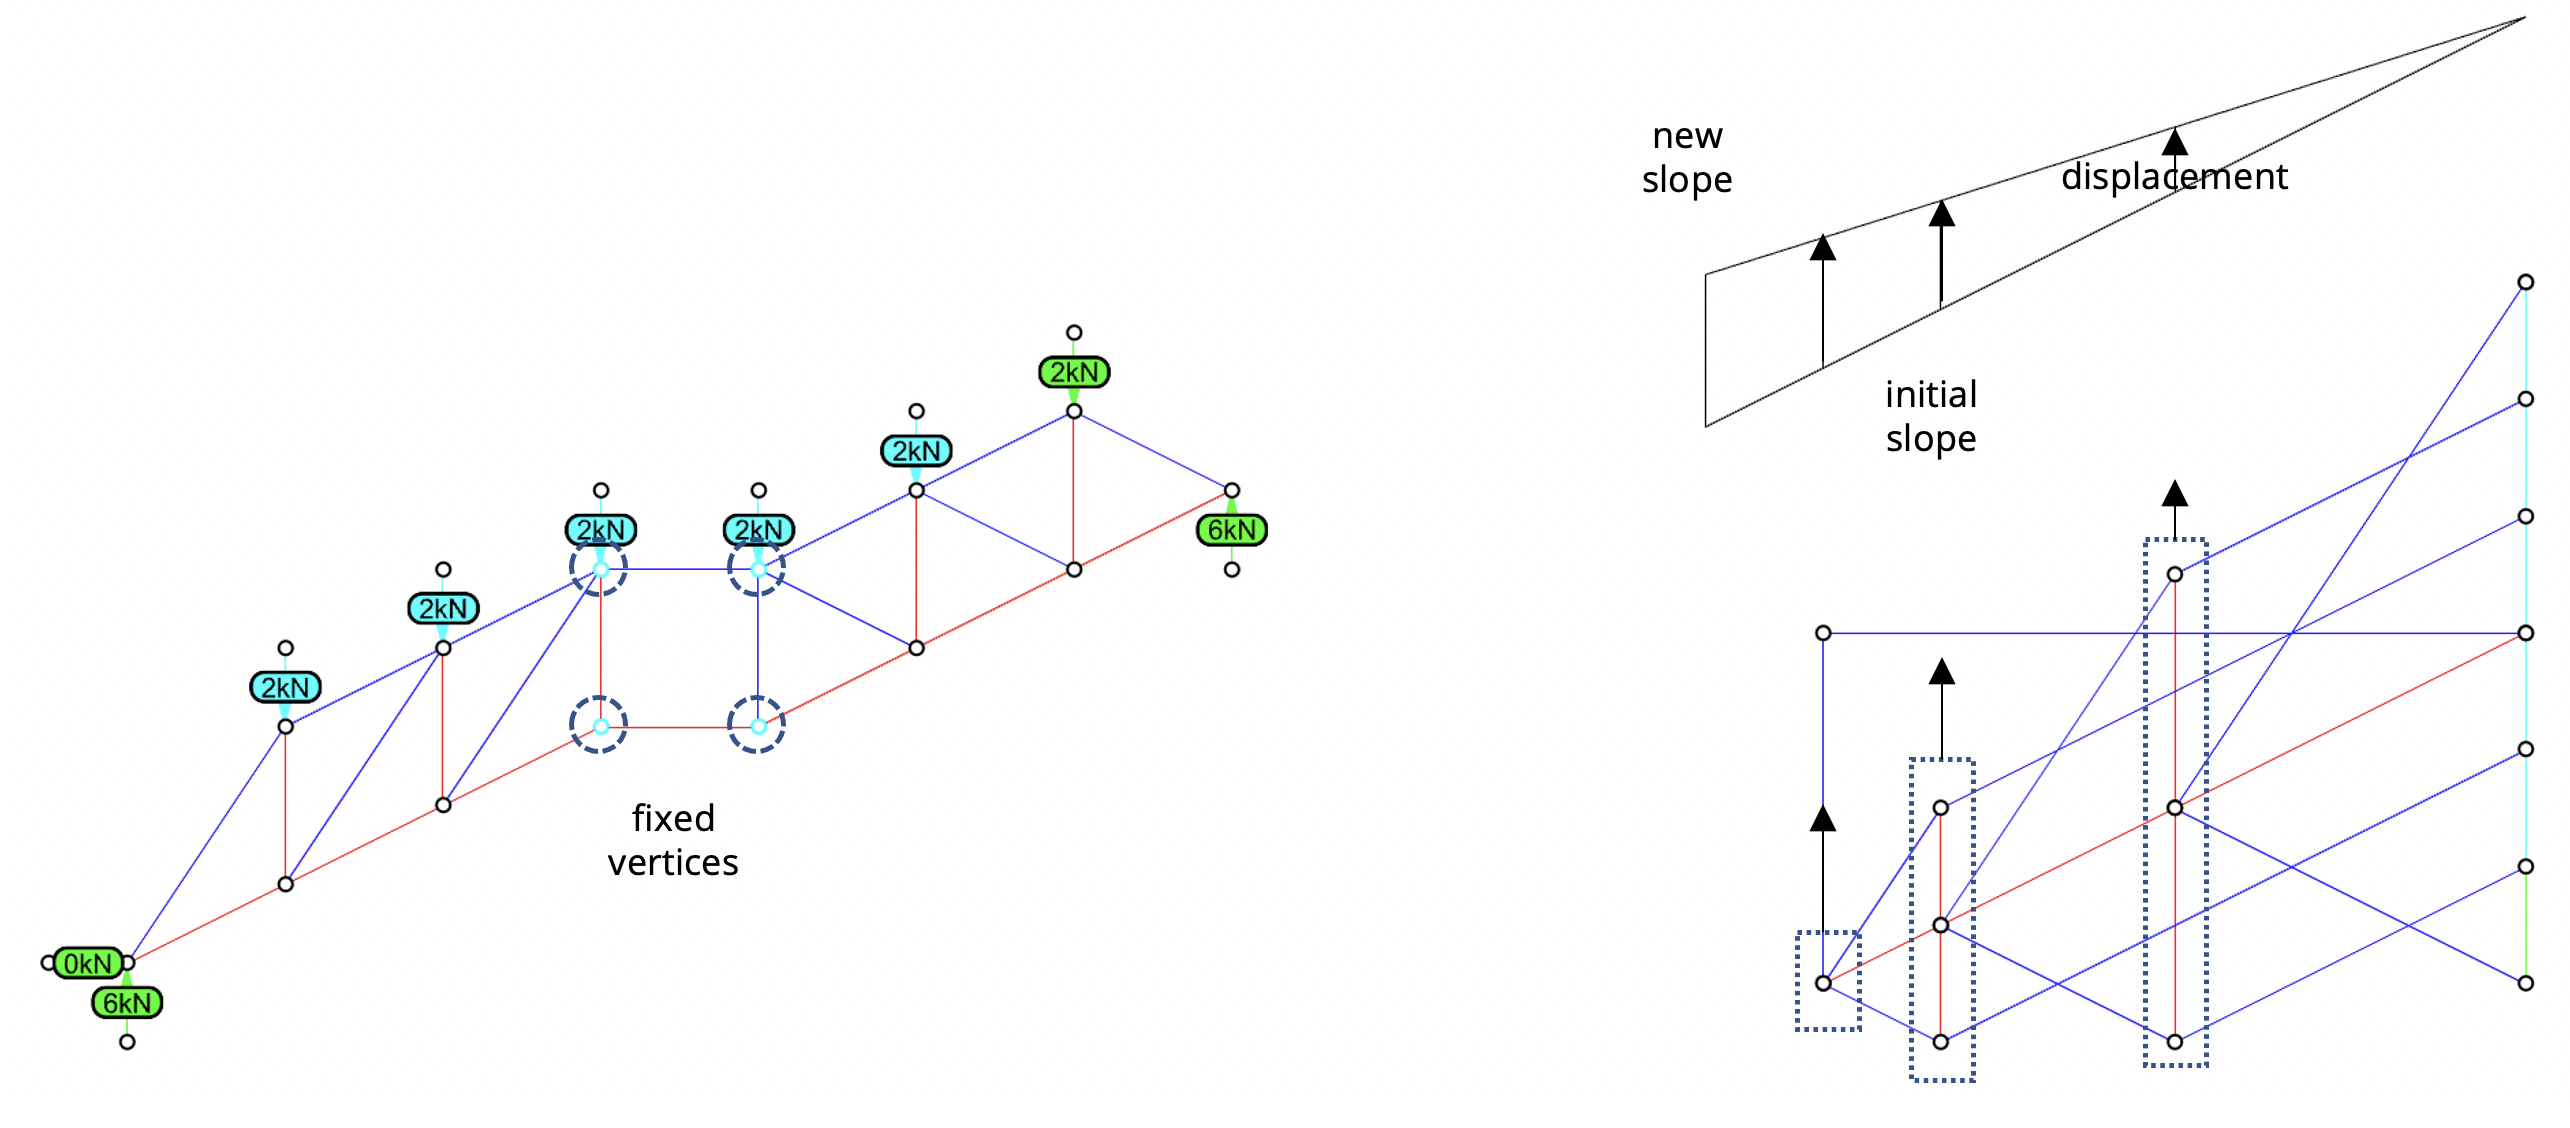 new
slope
displacement
2kN
initial
slope
2kN
2kN
2kN
6kN
2kN
2kN
fixed
vertices
0kN
6kN